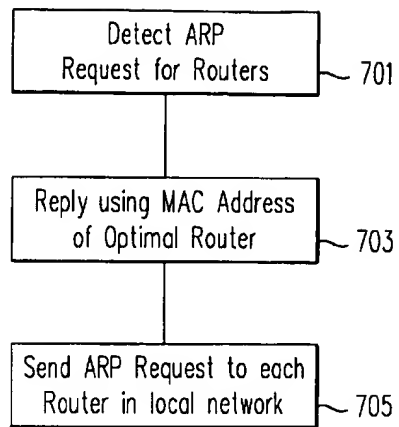 Detect ARP
Request for Routers
701
Reply using MAC Address
of Optimal Router
703
Send ARP Request to each
Router in local network
705